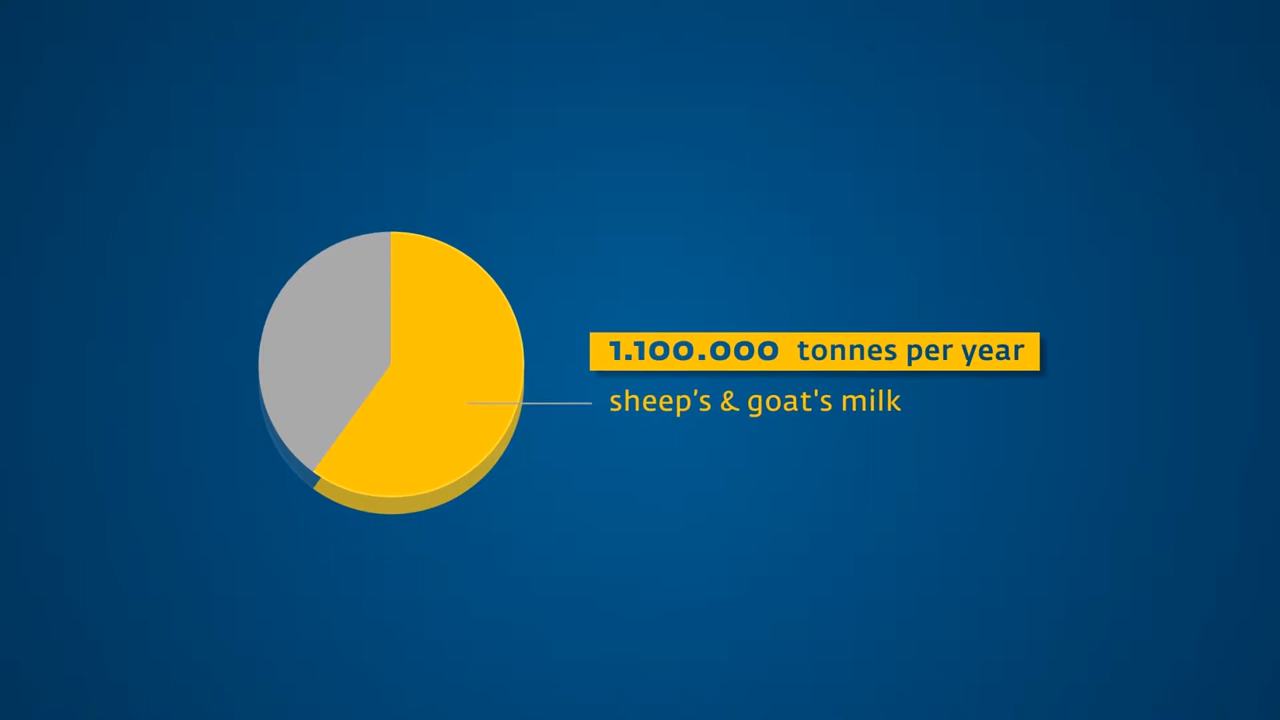 1.100.000 tonnes per year
sheep’s & goat's milk